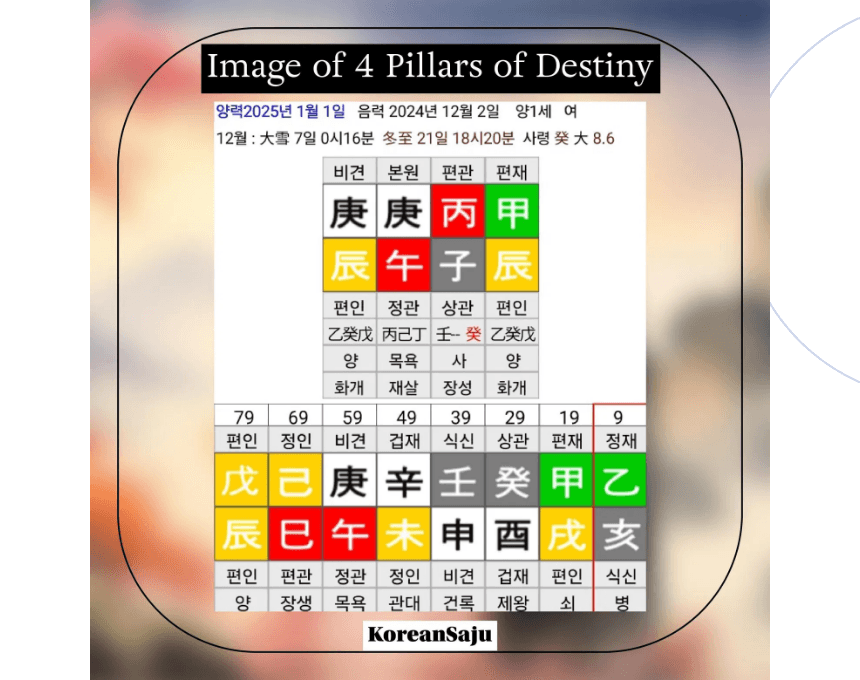 Image of 4 Pillars of Destiny
양력2025년 1월 1일 음력 2024년 12월 2일 양1세 여
12월 : 大雪 7일 0시16분 冬至 21일 18시20분 사령 癸 大 8.6
비견 본원 편관 편재
庚 庚 丙 甲
辰 午 子 辰
편인 정관 상관 편인
乙癸戊 丙己丁 壬-- 癸 乙癸戊
양 목욕 사 양
화개 재살 장성 화개
79 69 59 49 39 29 19 9
편인 정인 비견 겁재 식신 상관 편재 정재
戊 己 庚 辛 壬 癸 甲 乙
辰 巳 午 未 申 酉 戌 亥
편인 편관 정관 정인 비견 겁재 편인 식신
양 장생 목욕 관대 건록 제왕 쇠 병
KoreanSaju